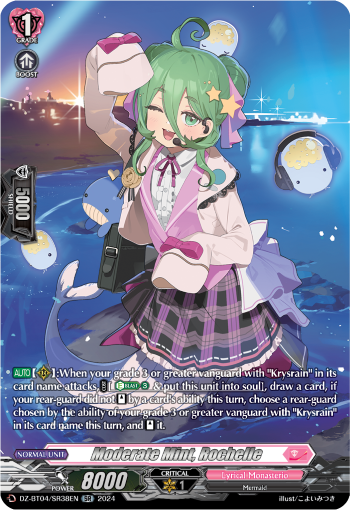 1
GRADE
BOOST
5000
SHIELD
AUTO 【R】:When your grade 3 or greater vanguard with "Krysrain" in its
card name attacks, COST [E-BLAST 3 & put this unit into soul], draw a card, if
your rear-guard did not by a card's ability this turn, choose a rear-guard
chosen by the ability of your grade 3 or greater vanguard with "Krysrain"
in its card name this turn, and it.
NORMAL UNIT
Moderate Mint, Rochelle
POWER 8000 CRITICAL 1
Lyrical Monasterio
Mermaid
DZ-BT04/SR38EN SR 2024 illust/こよいみつき